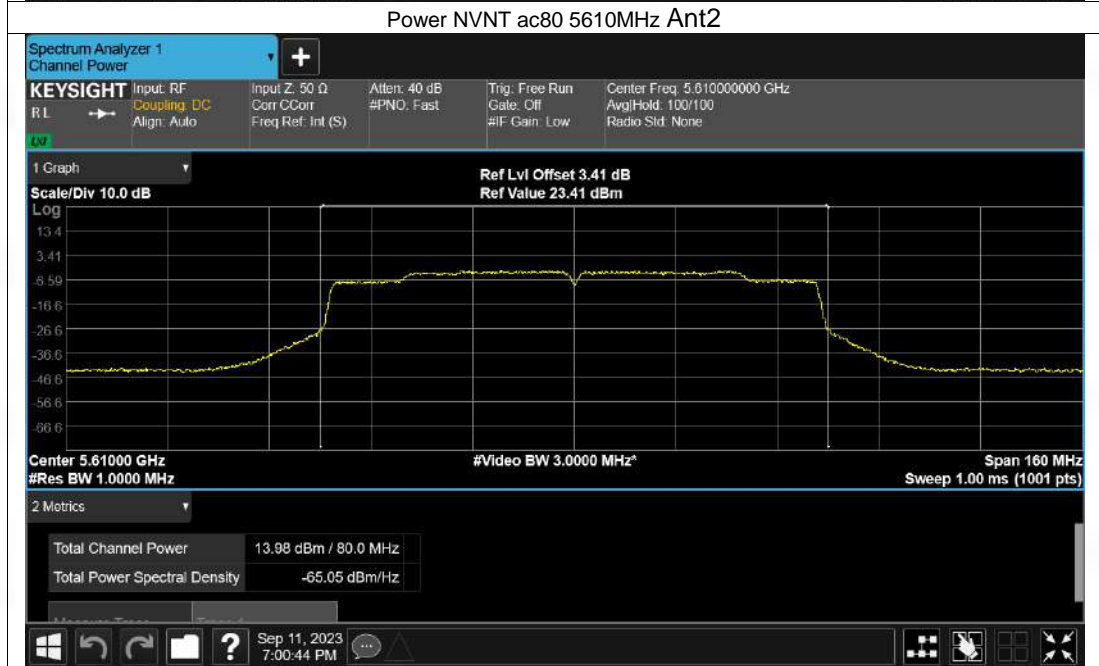 Power NVNT ac80 5610MHz Ant2
Spectrum Analyzer 1
Channel Power
KEYSIGHT
R L
Input: RF
Coupling: DC
Align: Auto
Input Z: 50 Ω
Corr CCorr
Freq Ref: Int (S)
Atten: 40 dB
#PNO: Fast
Trig: Free Run
Gate: Off
#IF Gain: Low
Center Freq: 5.610000000 GHz
Avg|Hold: 100/100
Radio Std: None
1 Graph
Scale/Div 10.0 dB
Ref Lvl Offset 3.41 dB
Ref Value 23.41 dBm
Log
13.4
3.41
-6.59
-16.6
-26.6
-36.6
-46.6
-56.6
-66.6
Center 5.61000 GHz
#Video BW 3.0000 MHz*
Span 160 MHz
#Res BW 1.0000 MHz
Sweep 1.00 ms (1001 pts)
2 Metrics
Total Channel Power 13.98 dBm / 80.0 MHz
Total Power Spectral Density -65.05 dBm/Hz
Sep 11, 2023
7:00:44 PM